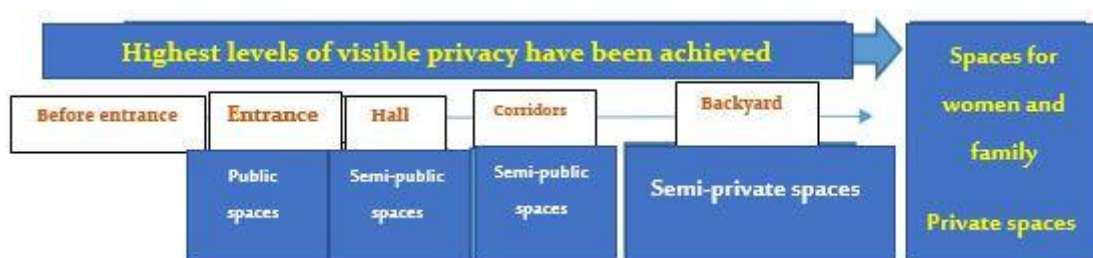 Highest levels of visible privacy have been achieved
Before entrance
Entrance
Hall
Corridors
Backyard
Public
spaces
Semi-public
spaces
Semi-public
spaces
Semi-private spaces
Spaces for
women and
family
Private spaces